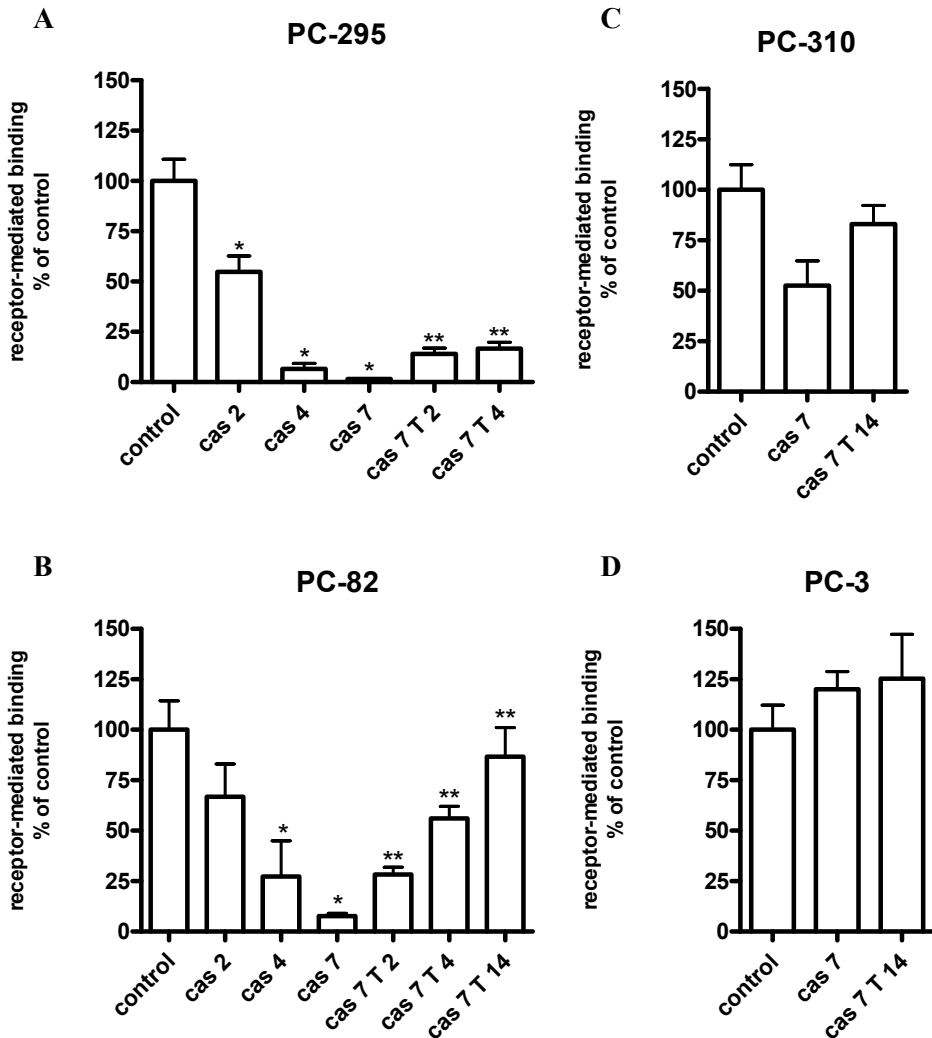 A
PC-295
receptor-mediated binding
% of control
150
125
100
75
50
25
0
*
*
*
**
**
control
cas 2
cas 4
cas 7
cas 7 T 2
cas 7 T 4
C
PC-310
receptor-mediated binding
% of control
150
125
100
75
50
25
0
control
cas 7
cas 7 T 14
B
PC-82
receptor-mediated binding
% of control
150
125
100
75
50
25
0
*
*
**
**
**
control
cas 2
cas 4
cas 7
cas 7 T 2
cas 7 T 4
cas 7 T 14
D
PC-3
receptor-mediated binding
% of control
150
125
100
75
50
25
0
control
cas 7
cas 7 T 14